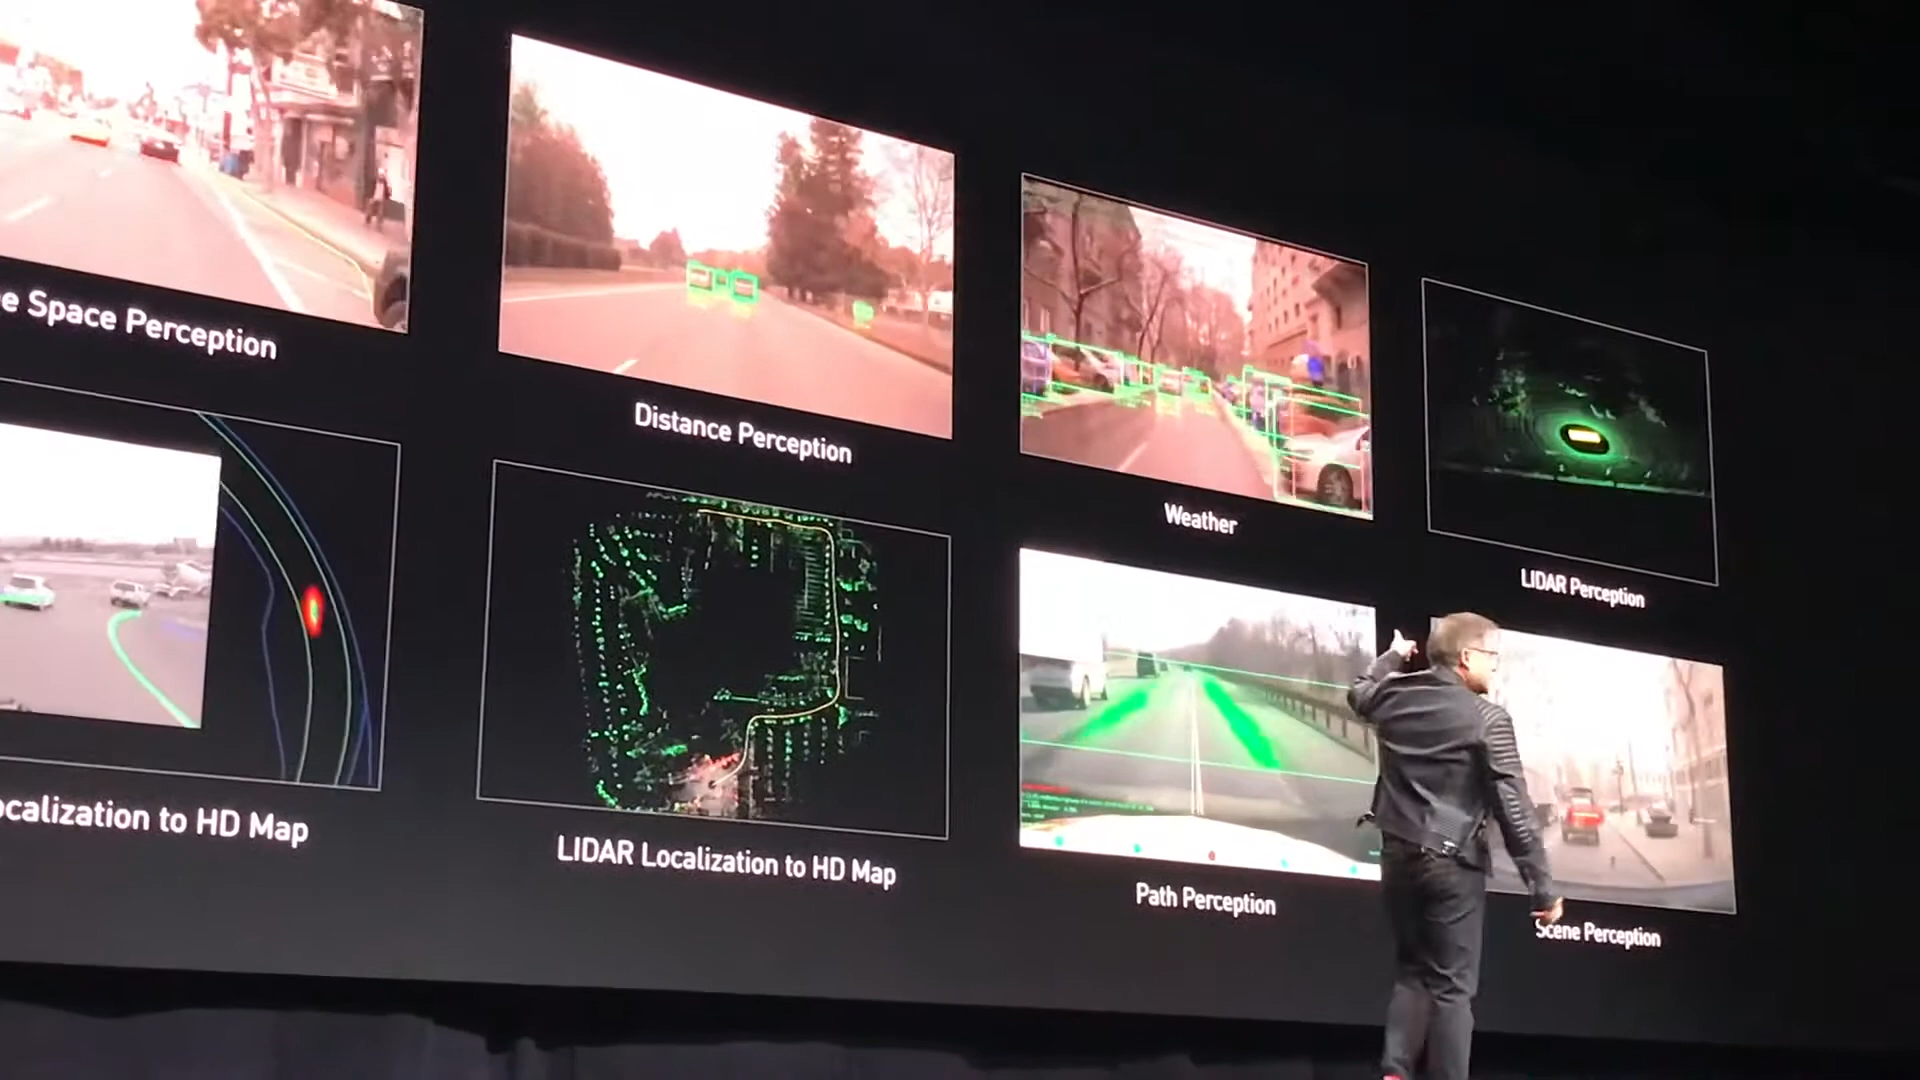 e Space Perception
Distance Perception
Weather
LIDAR Perception
ocalization to HD Map
LIDAR Localization to HD Map
Path Perception
Scene Perception